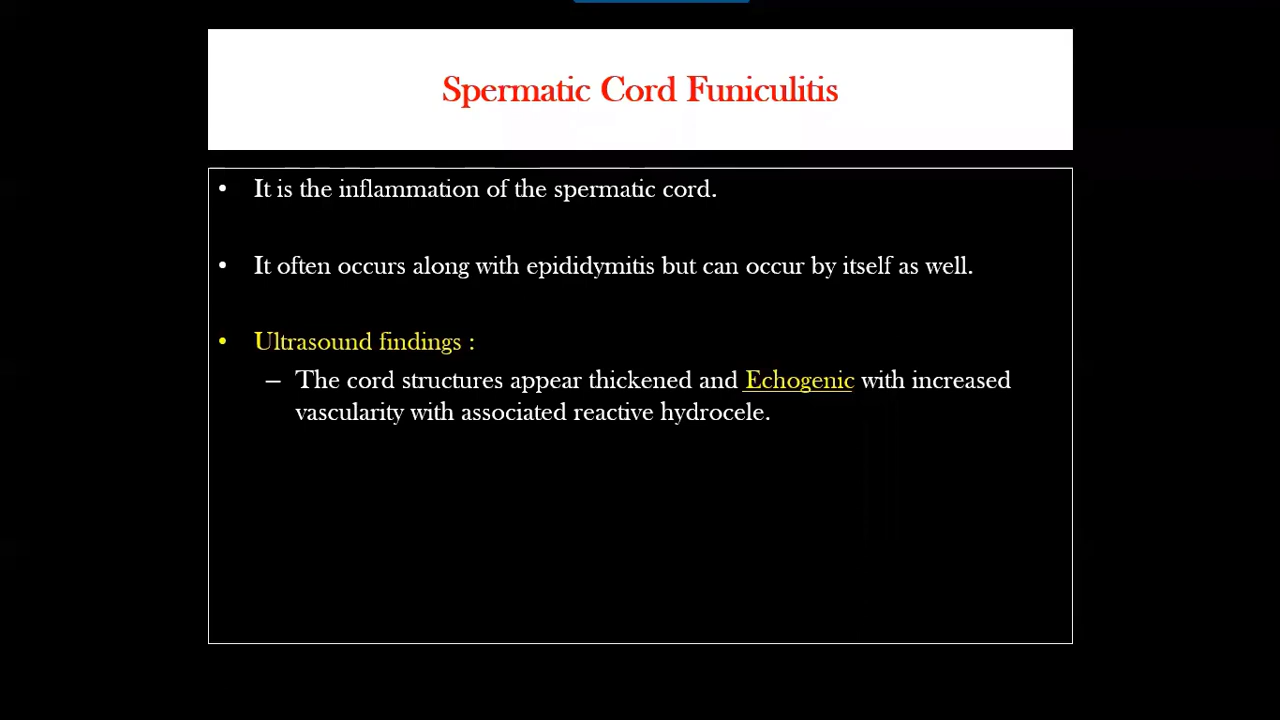 Spermatic Cord Funiculitis
• It is the inflammation of the spermatic cord.
• It often occurs along with epididymitis but can occur by itself as well.
• Ultrasound findings :
– The cord structures appear thickened and Echogenic with increased
vascularity with associated reactive hydrocele.